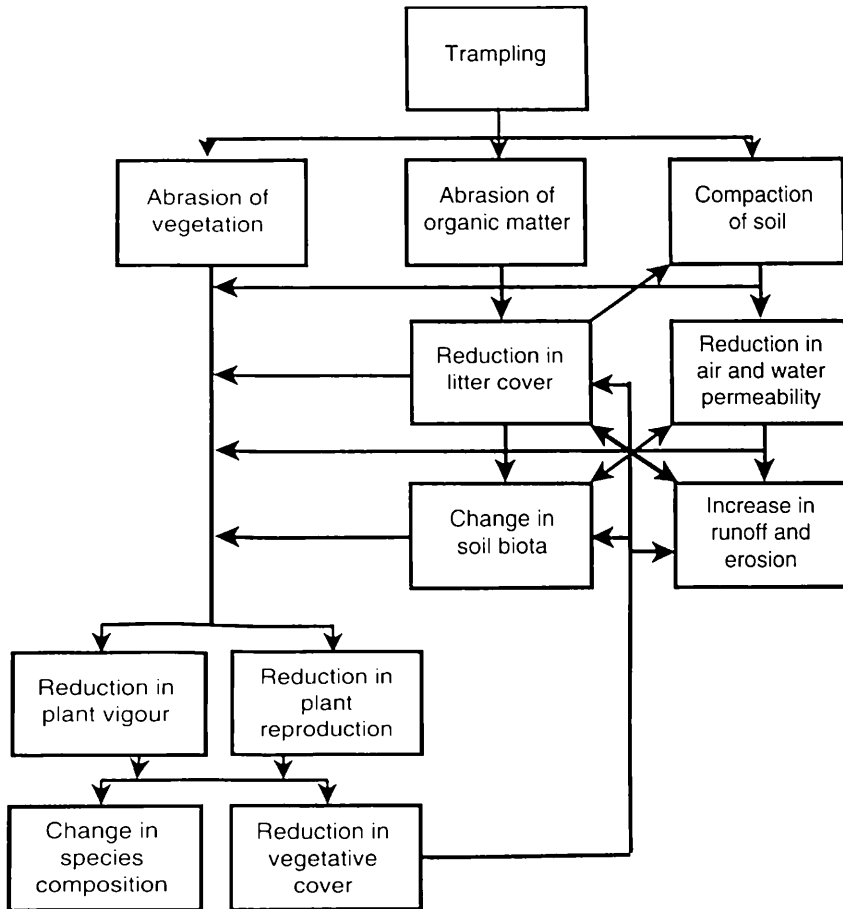 Trampling
Abrasion of
vegetation
Abrasion of
organic matter
Compaction
of soil
Reduction in
litter cover
Reduction in
air and water
permeability
Change in
soil biota
Increase in
runoff and
erosion
Reduction in
plant vigour
Reduction in
plant
reproduction
Change in
species
composition
Reduction in
vegetative
cover